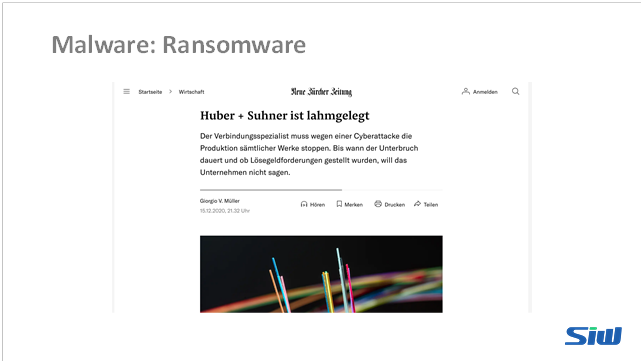 Malware: Ransomware
Startseite > Wirtschaft
Neue Zürcher Zeitung
Anmelden
Huber + Suhner ist lahmgelegt
Der Verbindungsspezialist muss wegen einer Cyberattacke die
Produktion sämtlicher Werke stoppen. Bis wann der Unterbruch
dauert und ob Lösegeldforderungen gestellt wurden, will das
Unternehmen nicht sagen.
Giorgio V. Müller
15.12.2020, 21.32 Uhr
Hören
Merken
Drucken
Teilen
SIW